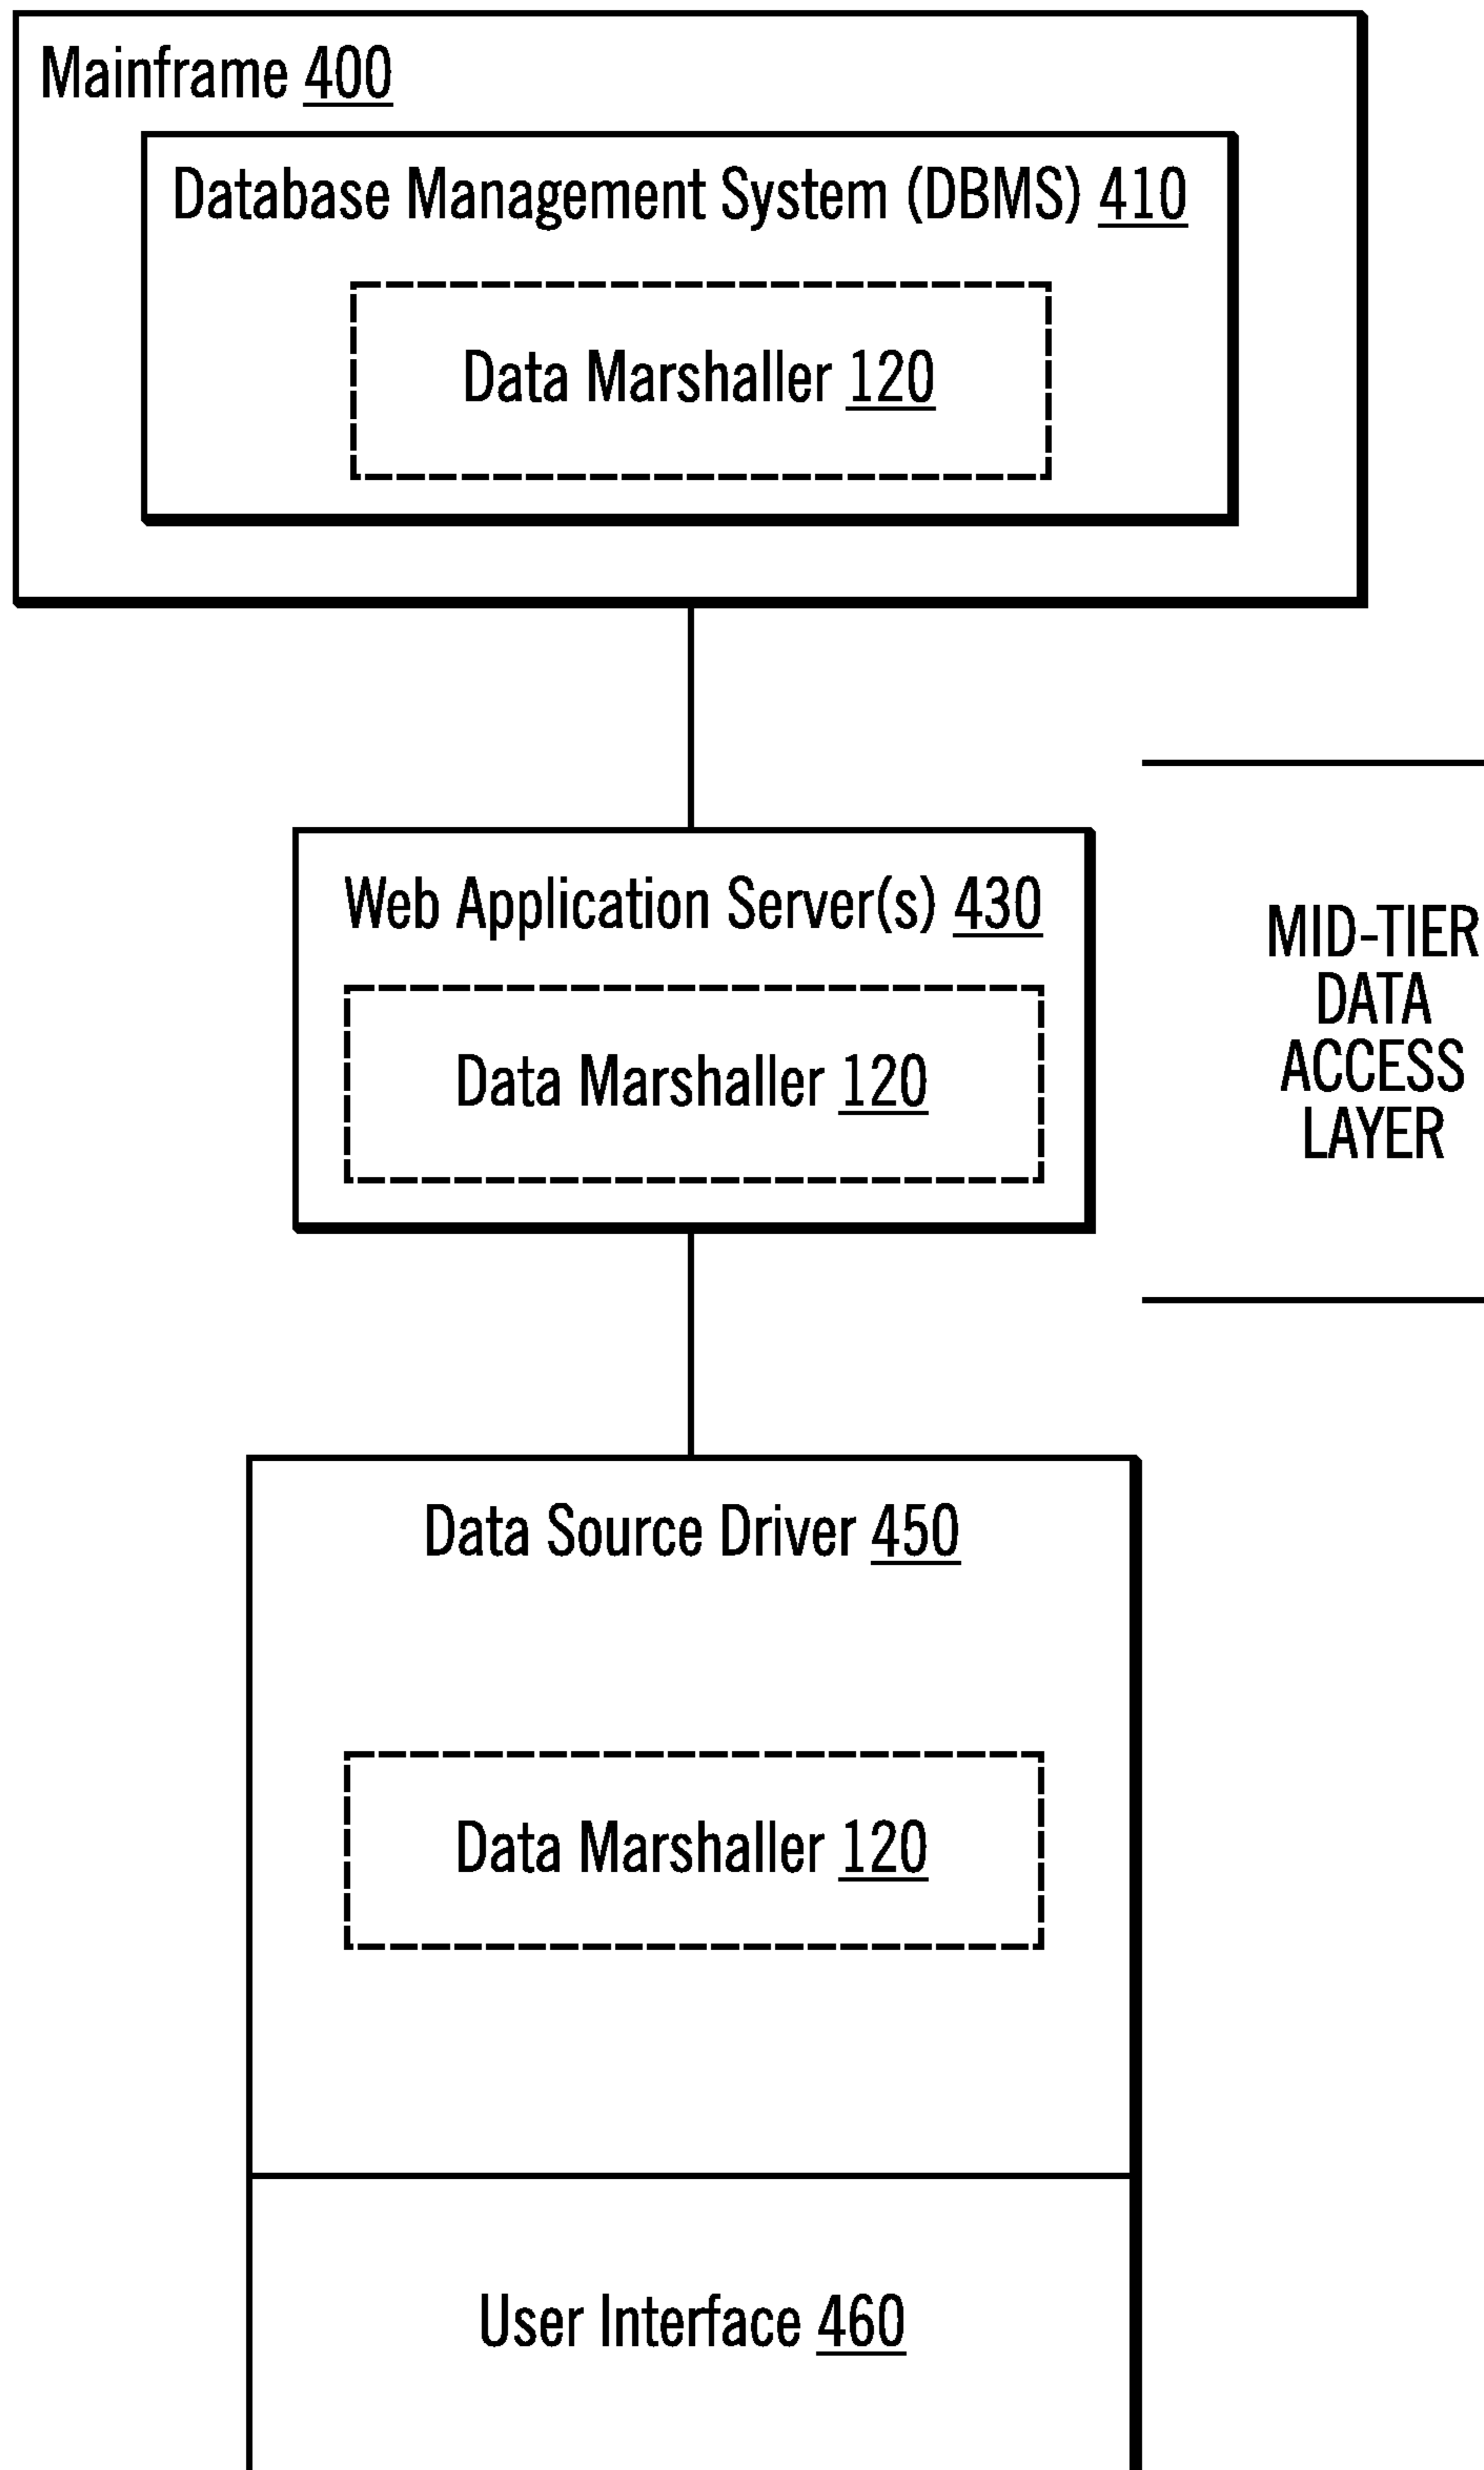 Mainframe 400
Database Management System (DBMS) 410
Data Marshaller 120
Web Application Server(s) 430
Data Marshaller 120
MID-TIER
DATA
ACCESS
LAYER
Data Source Driver 450
Data Marshaller 120
User Interface 460